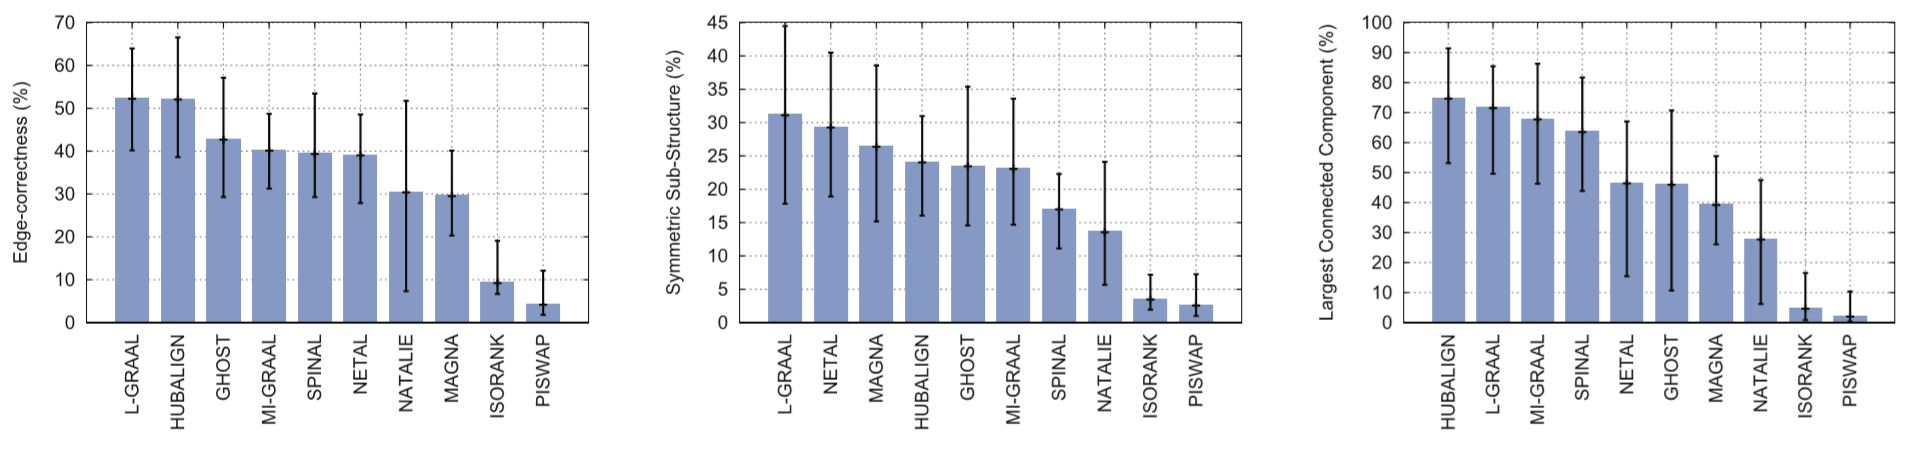 Edge-correctness (%)
70
60
50
40
30
20
10
0
L-GRAAL
HUBALIGN
GHOST
MI-GRAAL
SPINAL
NETAL
NATALIE
MAGNA
ISORANK
PISWAP
Symmetric Sub-Structure (%)
45
40
35
30
25
20
15
10
5
0
L-GRAAL
NETAL
MAGNA
HUBALIGN
GHOST
MI-GRAAL
SPINAL
NATALIE
ISORANK
PISWAP
Largest Connected Component (%)
100
90
80
70
60
50
40
30
20
10
0
HUBALIGN
L-GRAAL
MI-GRAAL
SPINAL
NETAL
GHOST
MAGNA
NATALIE
ISORANK
PISWAP